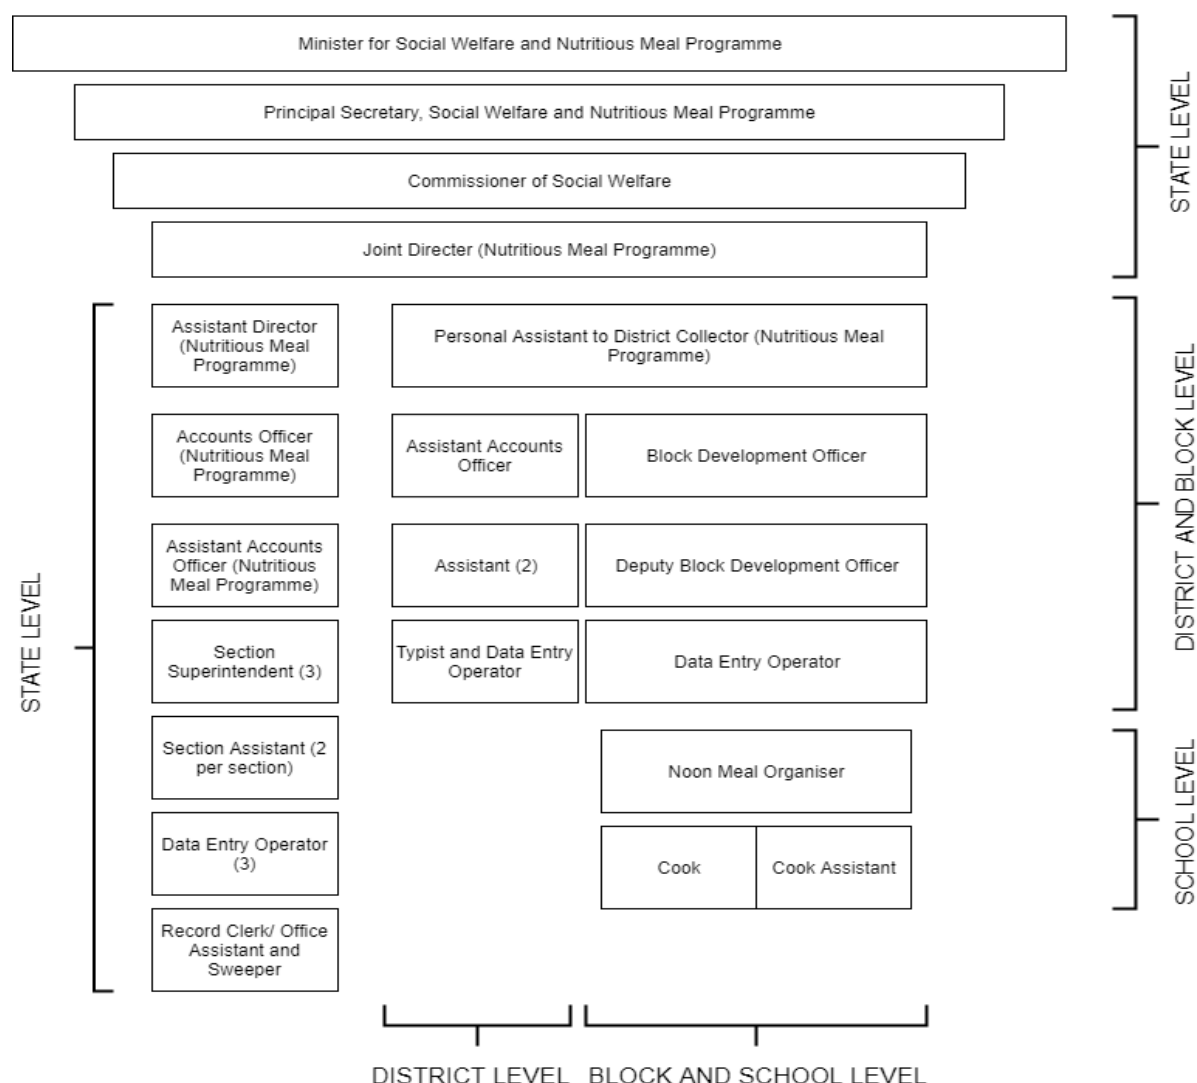 Minister for Social Welfare and Nutritious Meal Programme
Principal Secretary, Social Welfare and Nutritious Meal Programme
Commissioner of Social Welfare
Joint Directer (Nutritious Meal Programme)
STATE LEVEL
Assistant Director
(Nutritious Meal
Programme)
Personal Assistant to District Collector (Nutritious Meal
Programme)
Accounts Officer
(Nutritious Meal
Programme)
Assistant Accounts
Officer
Block Development Officer
Assistant Accounts
Officer (Nutritious
Meal Programme)
Assistant (2)
Deputy Block Development Officer
Section
Superintendent (3)
Typist and Data Entry
Operator
Data Entry Operator
DISTRICT AND BLOCK LEVEL
STATE LEVEL
Section Assistant (2
per section)
Noon Meal Organiser
Data Entry Operator
(3)
Cook
Cook Assistant
SCHOOL LEVEL
Record Clerk/ Office
Assistant and
Sweeper
DISTRICT LEVEL
BLOCK AND SCHOOL LEVEL